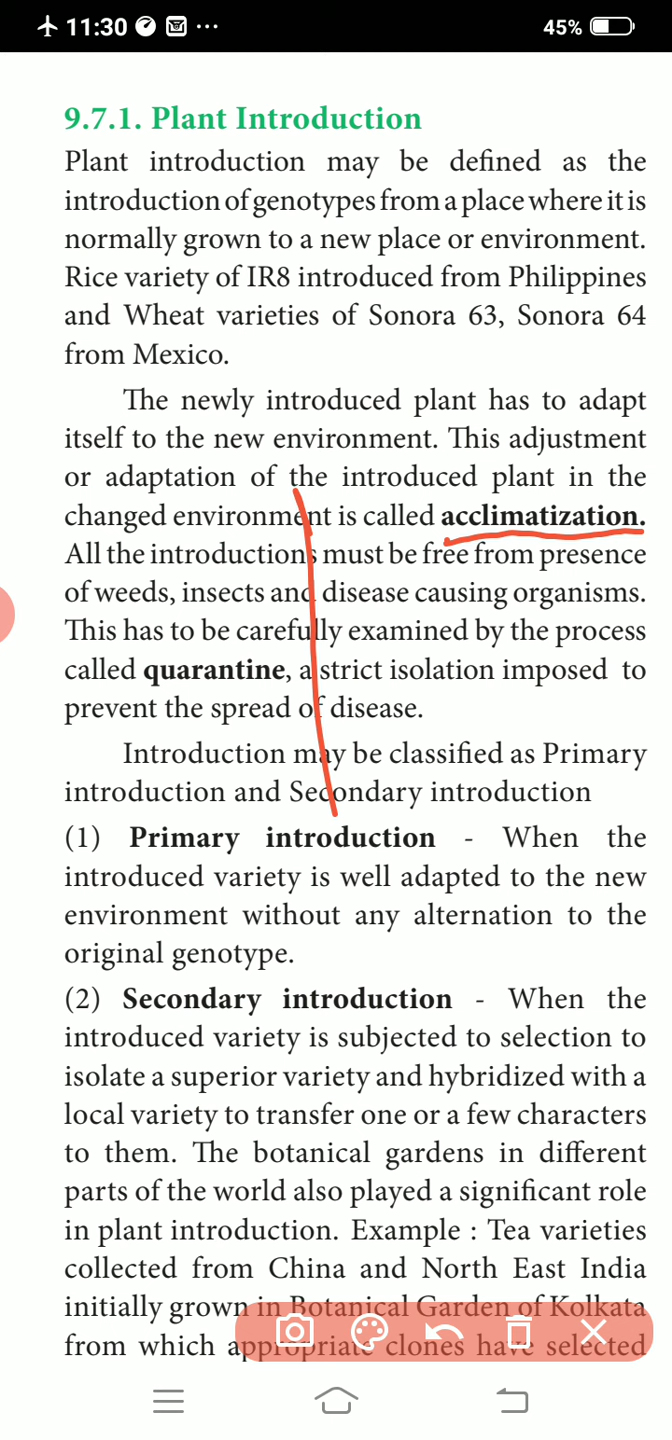 11:30 ...
45%
9.7.1. Plant Introduction
Plant introduction may be defined as the
introduction of genotypes from a place where it is
normally grown to a new place or environment.
Rice variety of IR8 introduced from Philippines
and Wheat varieties of Sonora 63, Sonora 64
from Mexico.
The newly introduced plant has to adapt
itself to the new environment. This adjustment
or adaptation of the introduced plant in the
changed environment is called acclimatization.
All the introductions must be free from presence
of weeds, insects and disease causing organisms.
This has to be carefully examined by the process
called quarantine, a strict isolation imposed to
prevent the spread of disease.
Introduction may be classified as Primary
introduction and Secondary introduction
(1) Primary introduction - When the
introduced variety is well adapted to the new
environment without any alternation to the
original genotype.
(2) Secondary introduction - When the
introduced variety is subjected to selection to
isolate a superior variety and hybridized with a
local variety to transfer one or a few characters
to them. The botanical gardens in different
parts of the world also played a significant role
in plant introduction. Example : Tea varieties
collected from China and North East India
initially grown in Botanical Garden of Kolkata
from which appropriate clones have selected